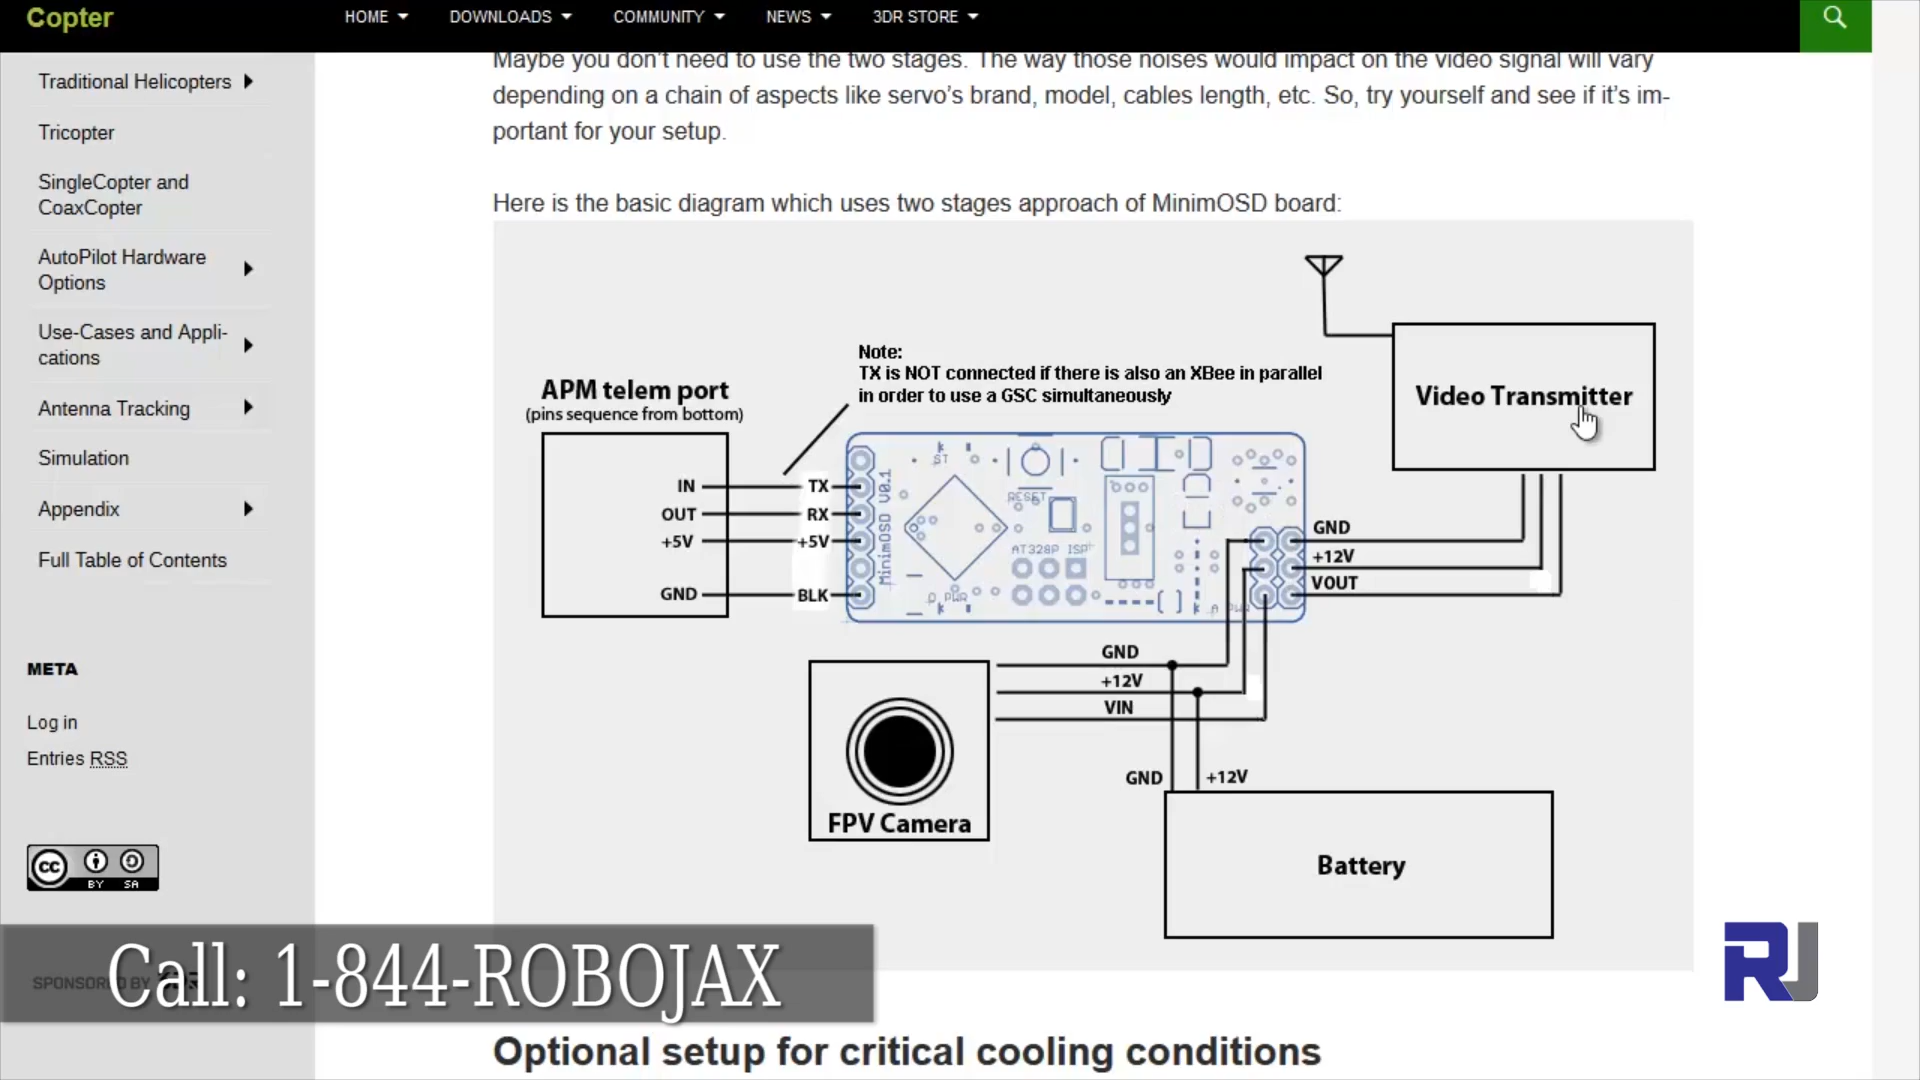 Copter
HOME
DOWNLOADS
COMMUNITY
NEWS
3DR STORE
Traditional Helicopters
Tricopter
SingleCopter and
CoaxCopter
AutoPilot Hardware
Options
Use-Cases and Appli-
cations
Antenna Tracking
Simulation
Appendix
Full Table of Contents
META
Log in
Entries RSS
cc
BY SA
SPONSORED BY 3DR
Call: 1-844-ROBOJAX
Maybe you don't need to use the two stages. The way those noises would impact on the video signal will vary
depending on a chain of aspects like servo's brand, model, cables length, etc. So, try yourself and see if it's im-
portant for your setup.
Here is the basic diagram which uses two stages approach of MinimOSD board:
Note:
TX is NOT connected if there is also an XBee in parallel
in order to use a GSC simultaneously
Video Transmitter
APM telem port
(pins sequence from bottom)
IN
OUT
+5V
GND
TX
RX
+5V
BLK
MinimOSD V0.1
ST
RESET
AT328P ISP
D PWR
A PWR
GND
+12V
VOUT
GND
+12V
VIN
GND
+12V
FPV Camera
Battery
RJ
Optional setup for critical cooling conditions